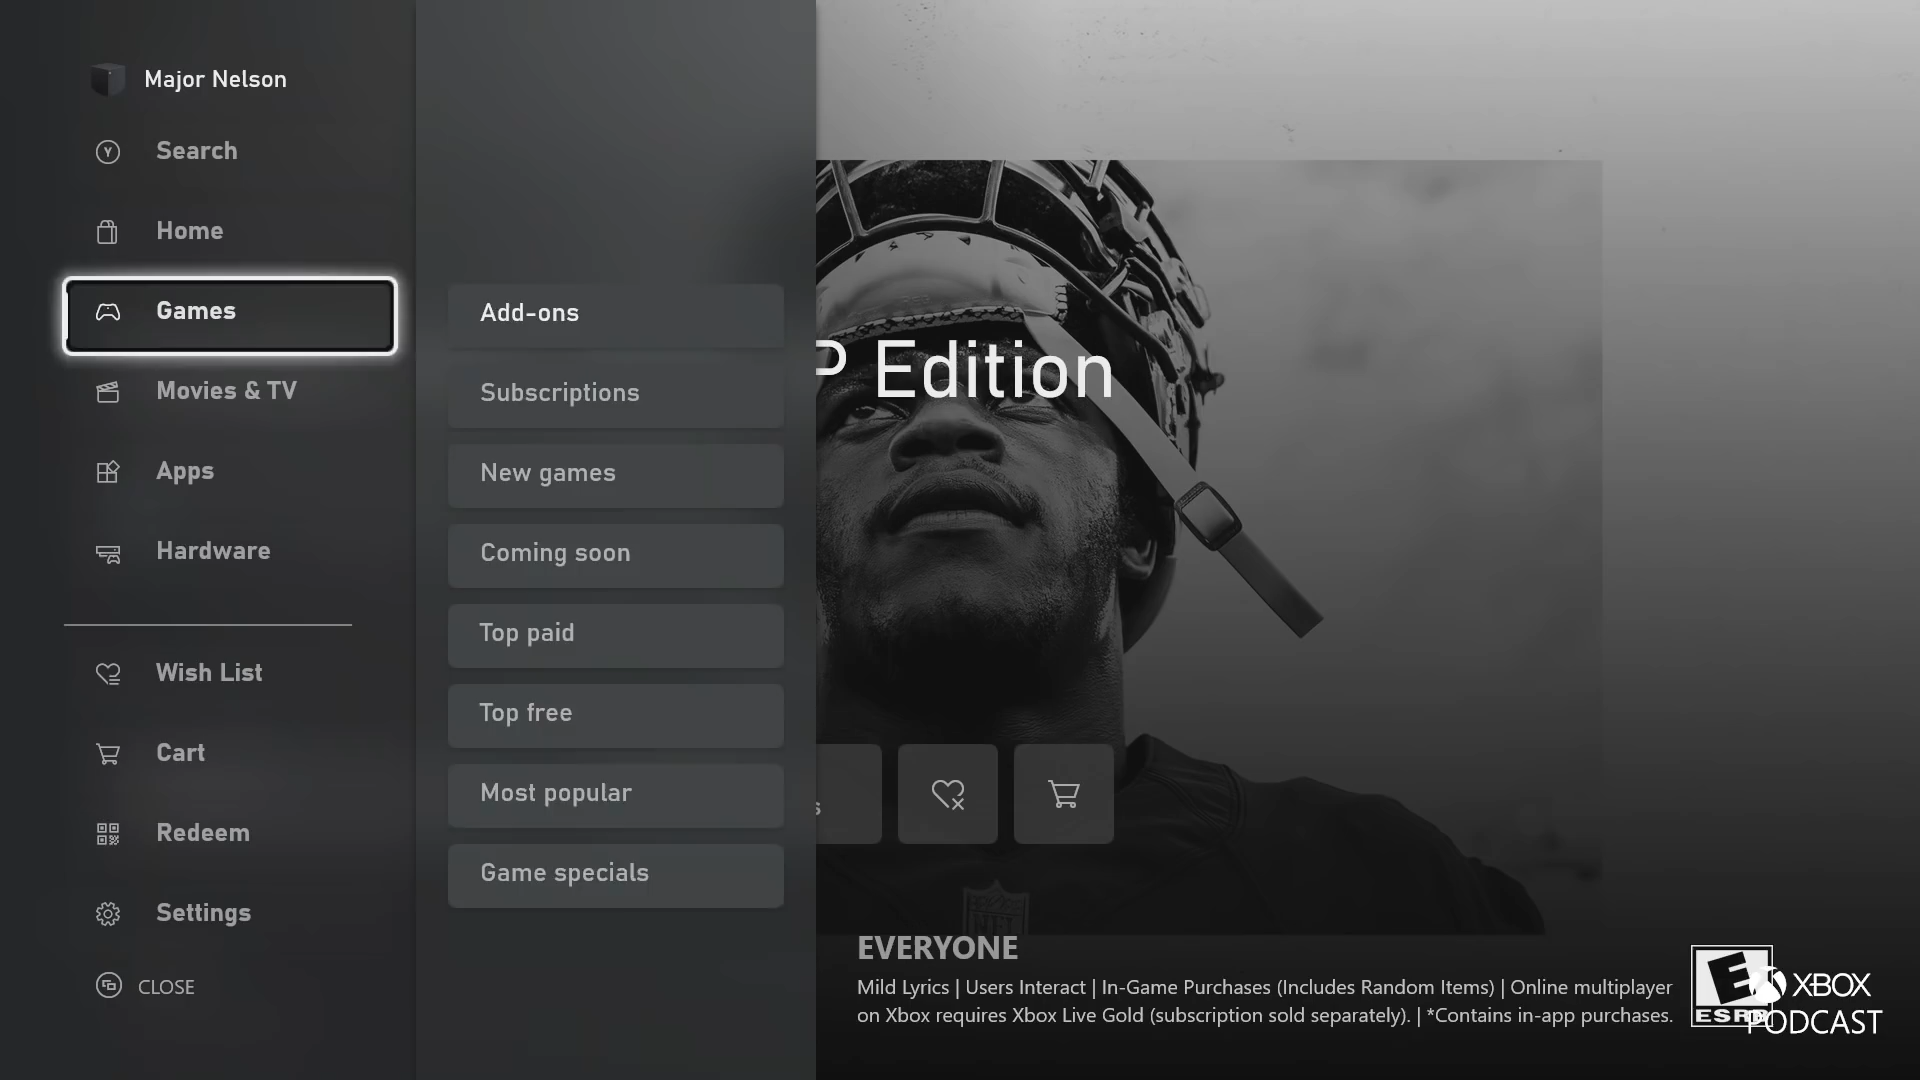 Major Nelson
Search
Home
Games
Movies & TV
Apps
Hardware
Wish List
Cart
Redeem
Settings
CLOSE
Add-ons
Subscriptions
New games
Coming soon
Top paid
Top free
Most popular
Game specials
P Edition
s
NFL
EVERYONE
Mild Lyrics | Users Interact | In-Game Purchases (Includes Random Items) | Online multiplayer
on Xbox requires Xbox Live Gold (subscription sold separately). | *Contains in-app purchases.
E
ESRB
XBOX
PODCAST
Y